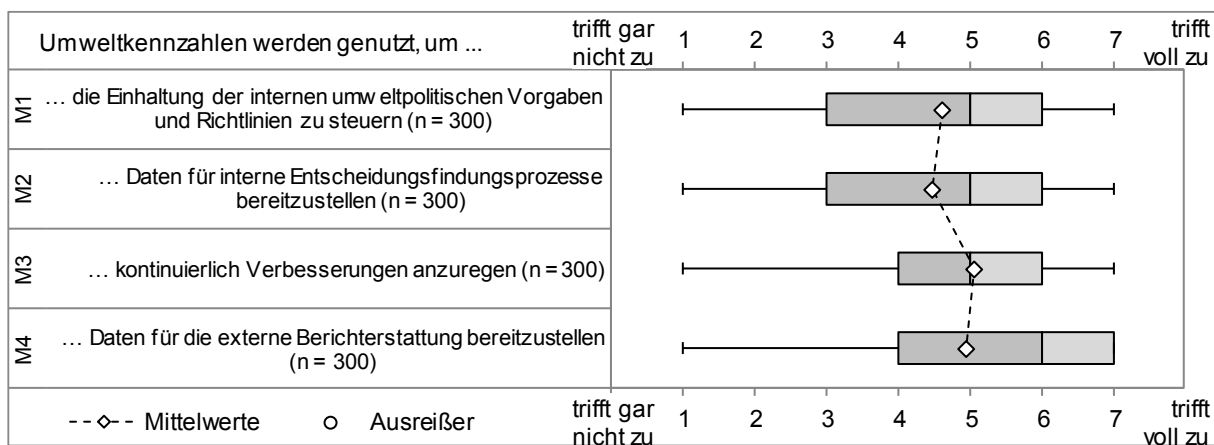 Umweltkennzahlen werden genutzt, um ...
trifft gar
nicht zu
1 2 3 4 5 6 7
trifft
voll zu
M1
… die Einhaltung der internen umweltpolitischen Vorgaben
und Richtlinien zu steuern (n = 300)
M2
… Daten für interne Entscheidungsfindungsprozesse
bereitzustellen (n = 300)
M3
… kontinuierlich Verbesserungen anzuregen (n = 300)
M4
… Daten für die externe Berichterstattung bereitzustellen
(n = 300)
Mittelwerte
Ausreißer
trifft gar
nicht zu
1 2 3 4 5 6 7
trifft
voll zu